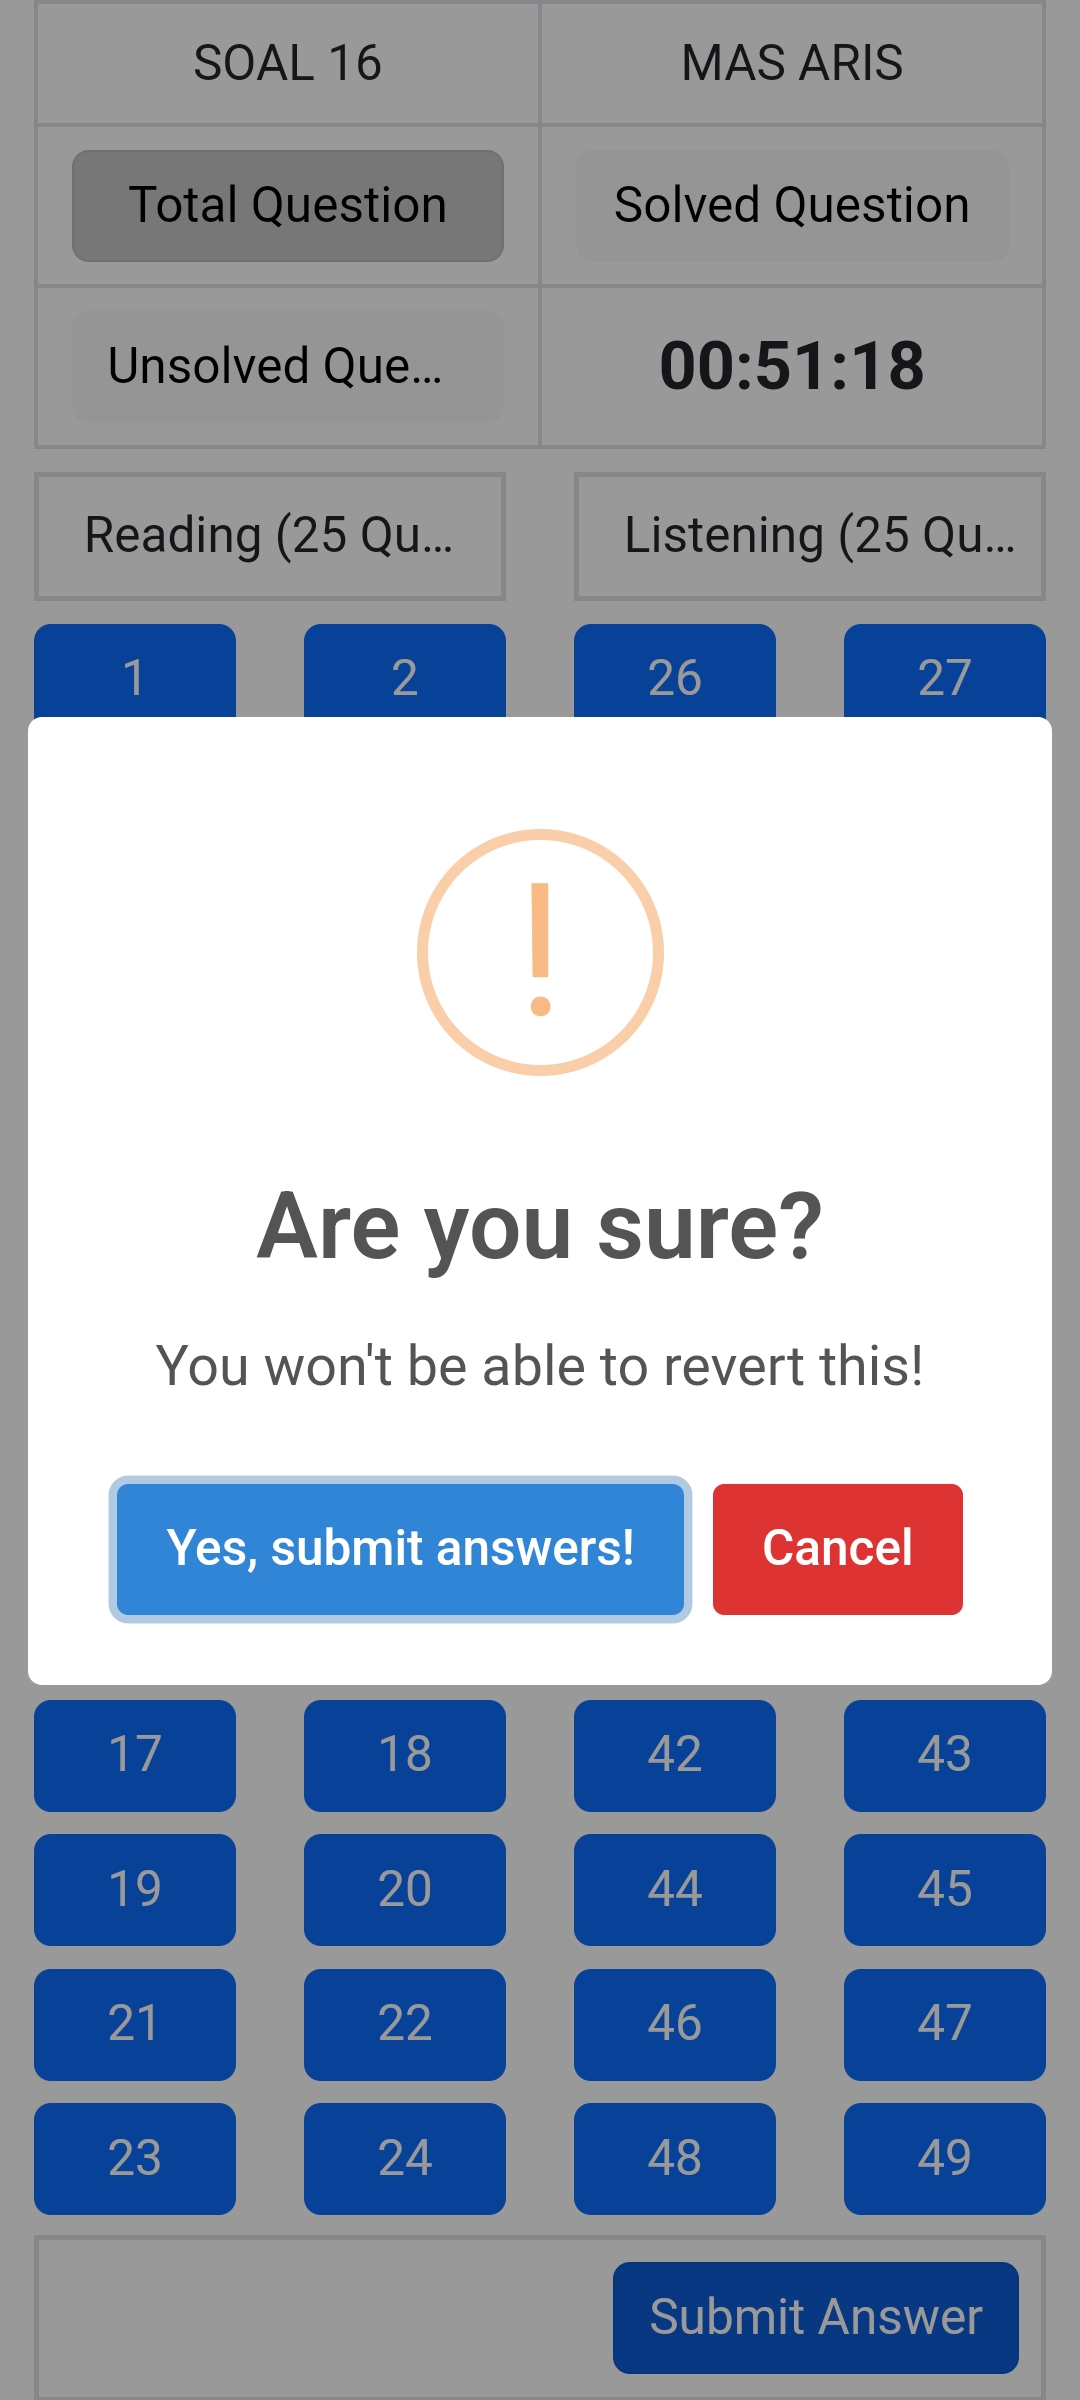 SOAL 16 MAS ARIS
Total Question Solved Question
Unsolved Que... 00:51:18
Reading (25 Qu... Listening (25 Qu...
1 2 26 27
!
Are you sure?
You won't be able to revert this!
Yes, submit answers! Cancel
17 18 42 43
19 20 44 45
21 22 46 47
23 24 48 49
Submit Answer